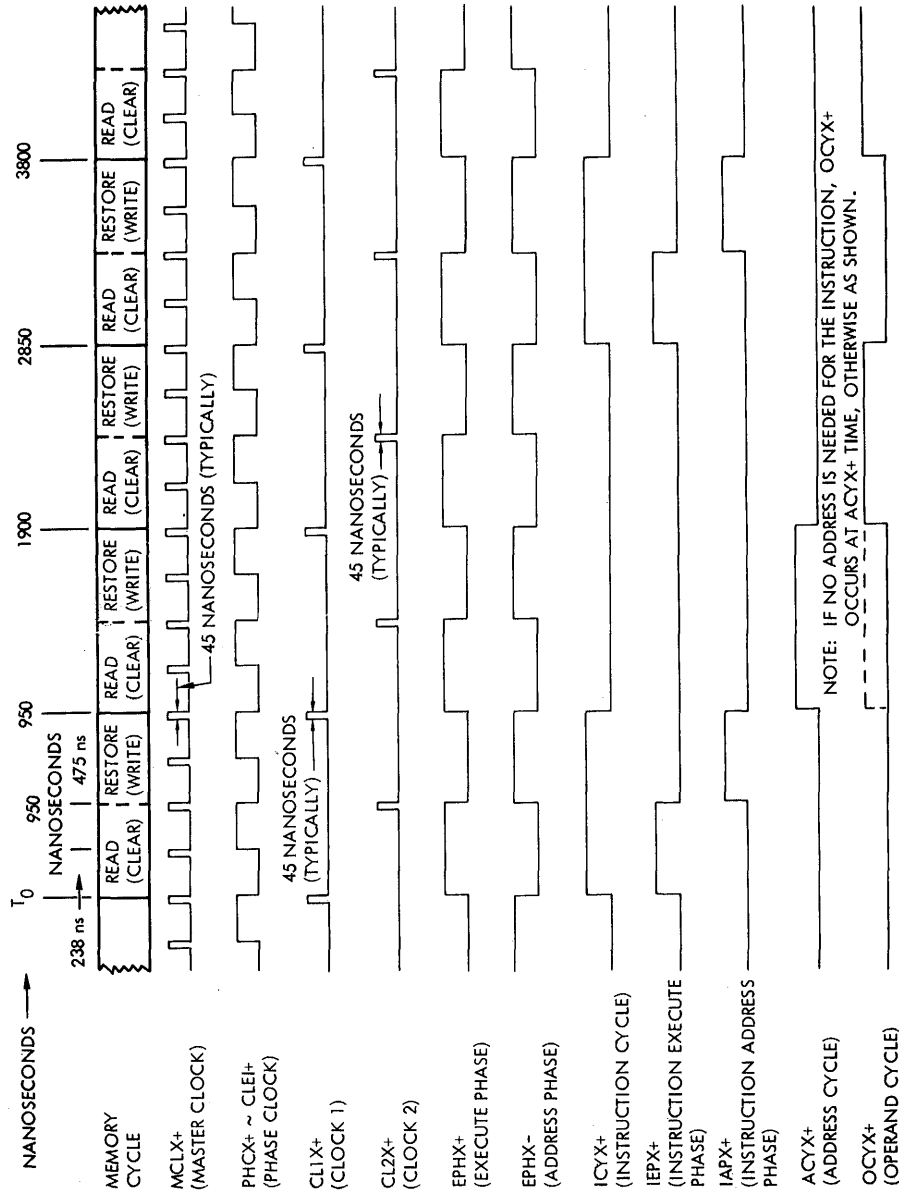 NANOSECONDS
T0
950
1900
2850
3800
950
NANOSECONDS
238 ns
475 ns
MEMORY
CYCLE
READ
(CLEAR)
RESTORE
(WRITE)
READ
(CLEAR)
RESTORE
(WRITE)
READ
(CLEAR)
RESTORE
(WRITE)
READ
(CLEAR)
RESTORE
(WRITE)
READ
(CLEAR)
MCLX+
(MASTER CLOCK)
45 NANOSECONDS (TYPICALLY)
PHCX+ ~ CLEI+
(PHASE CLOCK)
CL1X+
(CLOCK 1)
45 NANOSECONDS
(TYPICALLY)
CL2X+
(CLOCK 2)
45 NANOSECONDS
(TYPICALLY)
EPHX+
(EXECUTE PHASE)
EPHX-
(ADDRESS PHASE)
ICYX+
(INSTRUCTION CYCLE)
IEPX+
(INSTRUCTION EXECUTE
PHASE)
IAPX+
(INSTRUCTION ADDRESS
PHASE)
ACYX+
(ADDRESS CYCLE)
NOTE: IF NO ADDRESS IS NEEDED FOR THE INSTRUCTION, OCYX+
OCCURS AT ACYX+ TIME, OTHERWISE AS SHOWN.
OCYX+
(OPERAND CYCLE)